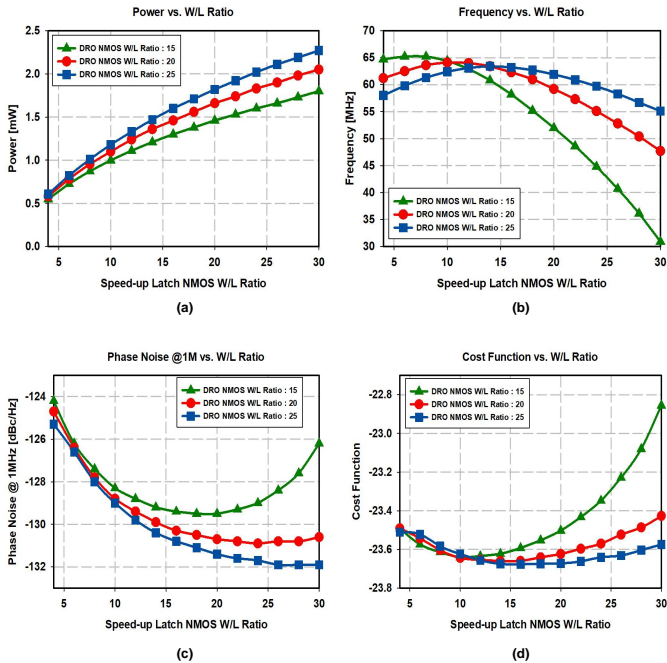 Power vs. W/L Ratio
2.5
2.0
1.5
1.0
0.5
0.0
Power [mW]
DRO NMOS W/L Ratio : 15
DRO NMOS W/L Ratio : 20
DRO NMOS W/L Ratio : 25
5 10 15 20 25 30
Speed-up Latch NMOS W/L Ratio
(a)
Frequency vs. W/L Ratio
70
65
60
55
50
45
40
35
30
Frequency [MHz]
DRO NMOS W/L Ratio : 15
DRO NMOS W/L Ratio : 20
DRO NMOS W/L Ratio : 25
5 10 15 20 25 30
Speed-up Latch NMOS W/L Ratio
(b)
Phase Noise @1M vs. W/L Ratio
-124
-126
-128
-130
-132
Phase Noise @ 1MHz [dBc/Hz]
DRO NMOS W/L Ratio : 15
DRO NMOS W/L Ratio : 20
DRO NMOS W/L Ratio : 25
5 10 15 20 25 30
Speed-up Latch NMOS W/L Ratio
(c)
Cost Function vs. W/L Ratio
-22.8
-23.0
-23.2
-23.4
-23.6
-23.8
Cost Function
DRO NMOS W/L Ratio : 15
DRO NMOS W/L Ratio : 20
DRO NMOS W/L Ratio : 25
5 10 15 20 25 30
Speed-up Latch NMOS W/L Ratio
(d)